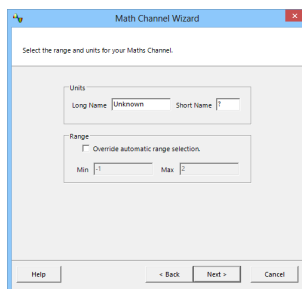 Math Channel Wizard
Select the range and units for your Maths Channel.
Units
Long Name Unknown Short Name ?
Range
Override automatic range selection.
Min -1 Max 2
Help < Back Next > Cancel